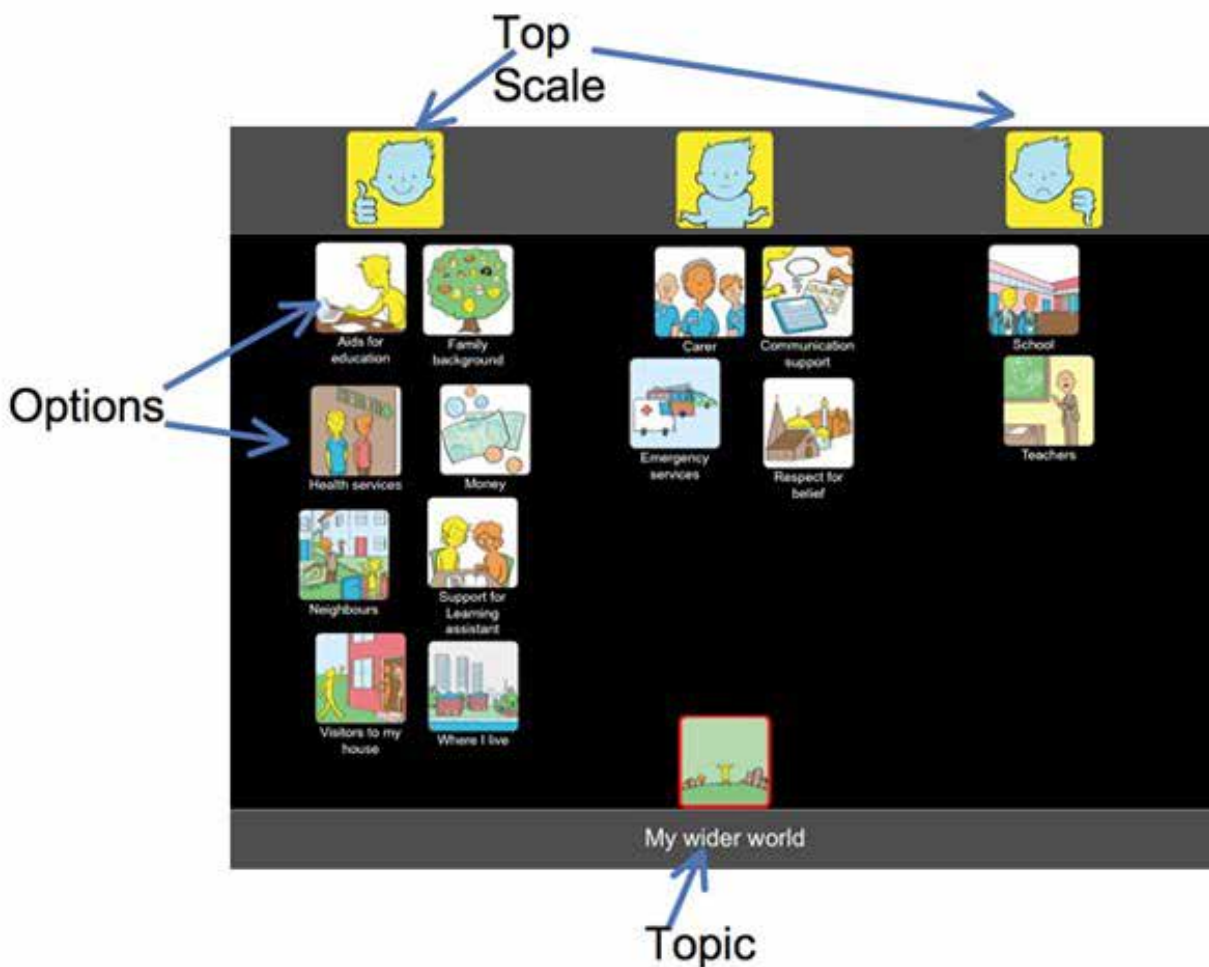 Top
Scale
Options
Aids for
education
Family
background
Carer
Communication
support
School
Health services
Money
Emergency
services
Respect for
belief
Teachers
Neighbours
Support for
Learning
assistant
Visitors to my
house
Where I live
My wider world
Topic